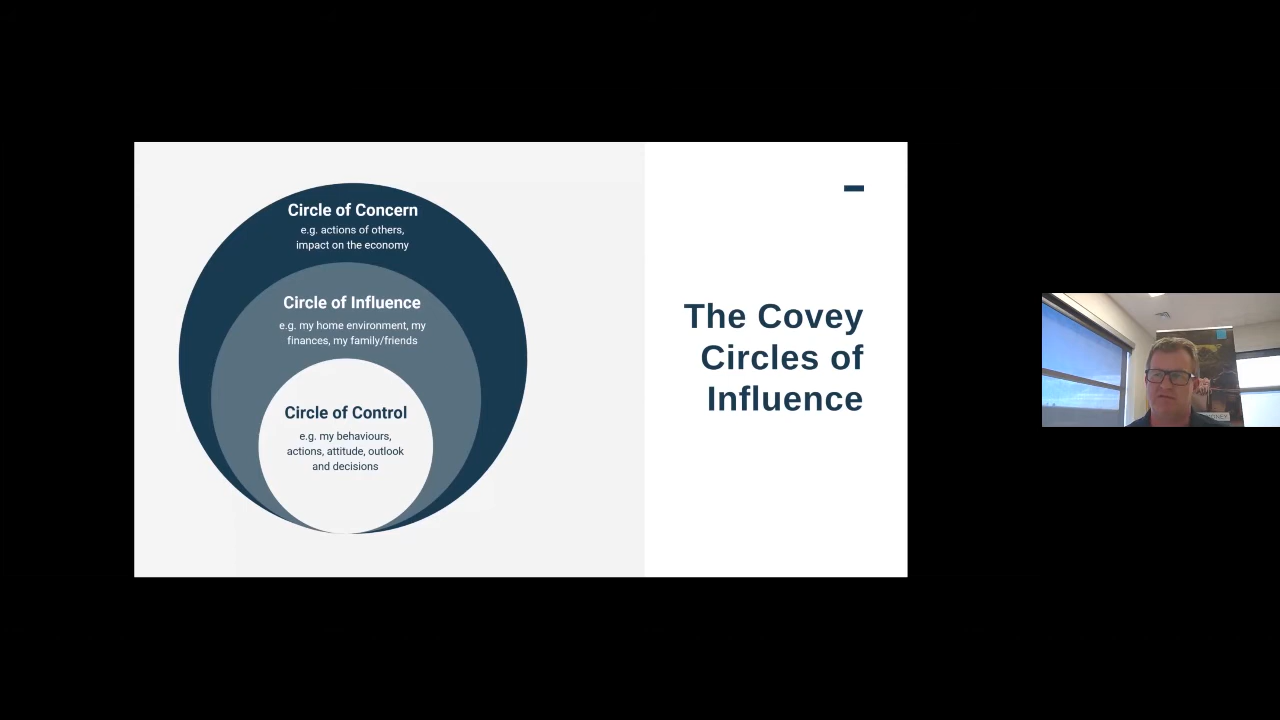 Circle of Concern
e.g. actions of others,
impact on the economy
Circle of Influence
e.g. my home environment, my
finances, my family/friends
Circle of Control
e.g. my behaviours,
actions, attitude, outlook
and decisions
The Covey
Circles of
Influence